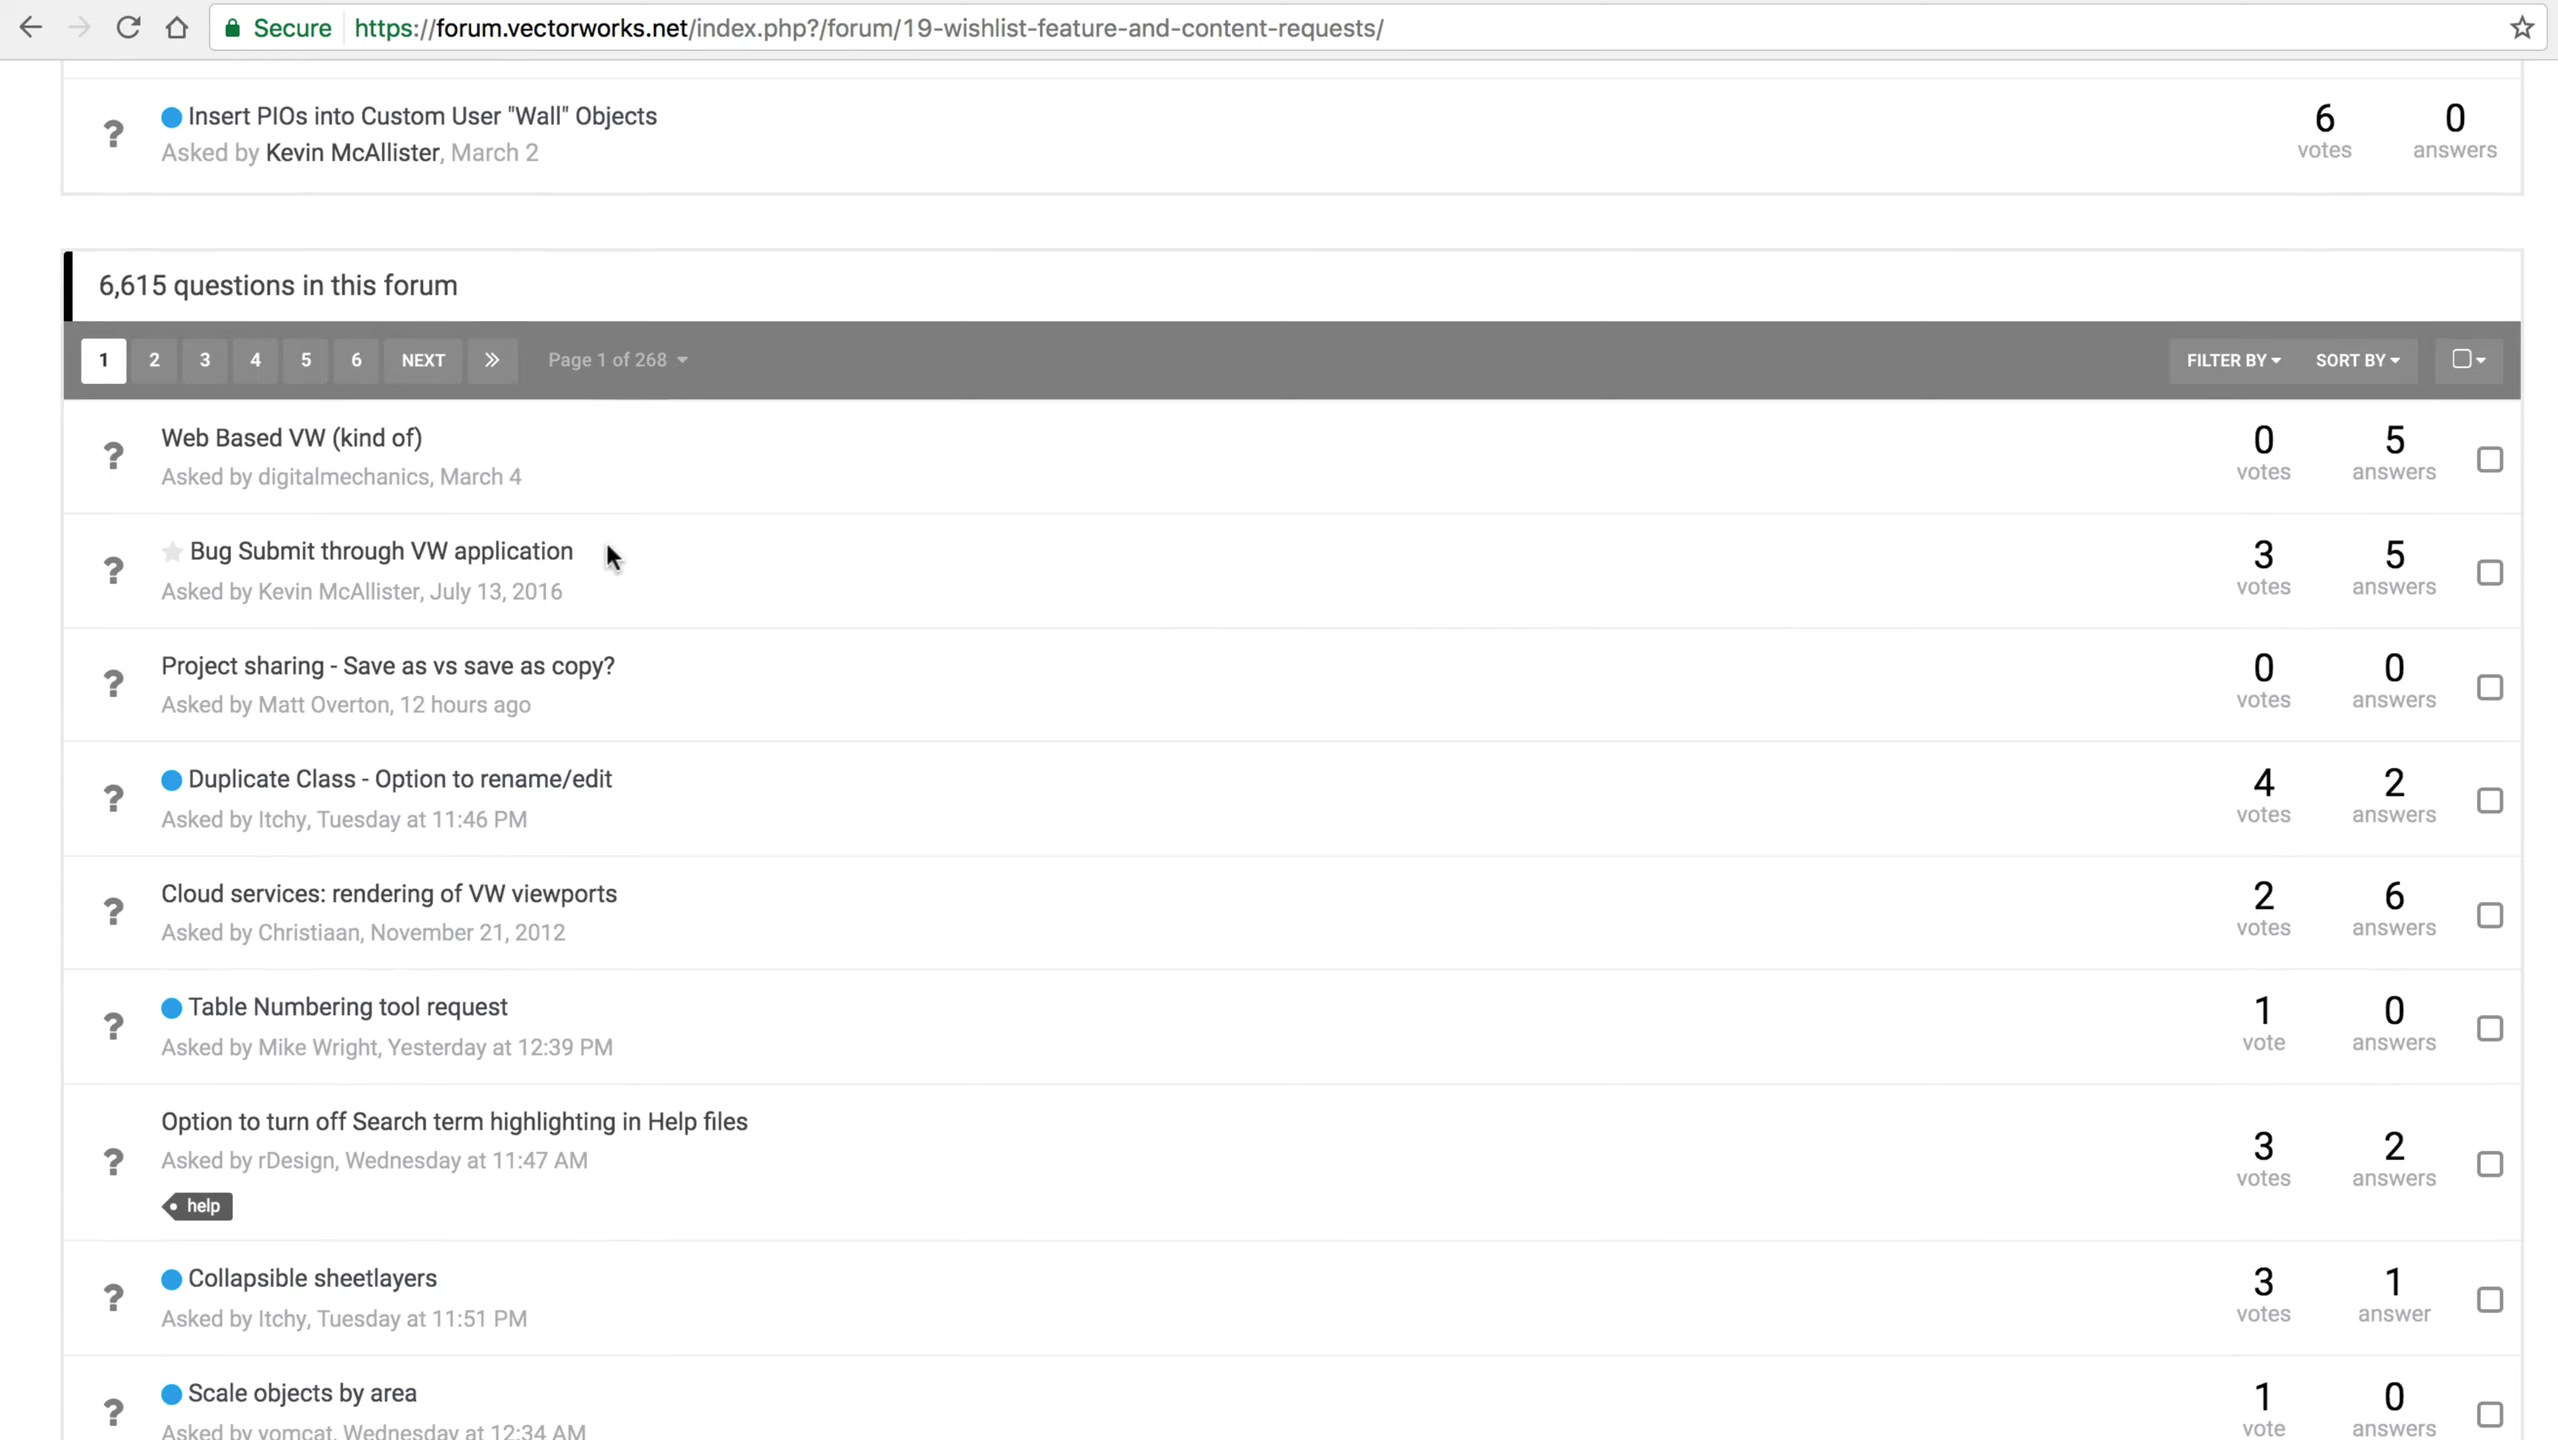 Secure https://forum.vectorworks.net/index.php?/forum/19-wishlist-feature-and-content-requests/
Insert PIOs into Custom User "Wall" Objects
Asked by Kevin McAllister, March 2
6 votes
0 answers
6,615 questions in this forum
1 2 3 4 5 6 NEXT Page 1 of 268 FILTER BY SORT BY
Web Based VW (kind of)
Asked by digitalmechanics, March 4
0 votes
5 answers
Bug Submit through VW application
Asked by Kevin McAllister, July 13, 2016
3 votes
5 answers
Project sharing - Save as vs save as copy?
Asked by Matt Overton, 12 hours ago
0 votes
0 answers
Duplicate Class - Option to rename/edit
Asked by Itchy, Tuesday at 11:46 PM
4 votes
2 answers
Cloud services: rendering of VW viewports
Asked by Christiaan, November 21, 2012
2 votes
6 answers
Table Numbering tool request
Asked by Mike Wright, Yesterday at 12:39 PM
1 vote
0 answers
Option to turn off Search term highlighting in Help files
Asked by rDesign, Wednesday at 11:47 AM
help
3 votes
2 answers
Collapsible sheetlayers
Asked by Itchy, Tuesday at 11:51 PM
3 votes
1 answer
Scale objects by area
Asked by yomcat, Wednesday at 12:34 AM
1 vote
0 answers